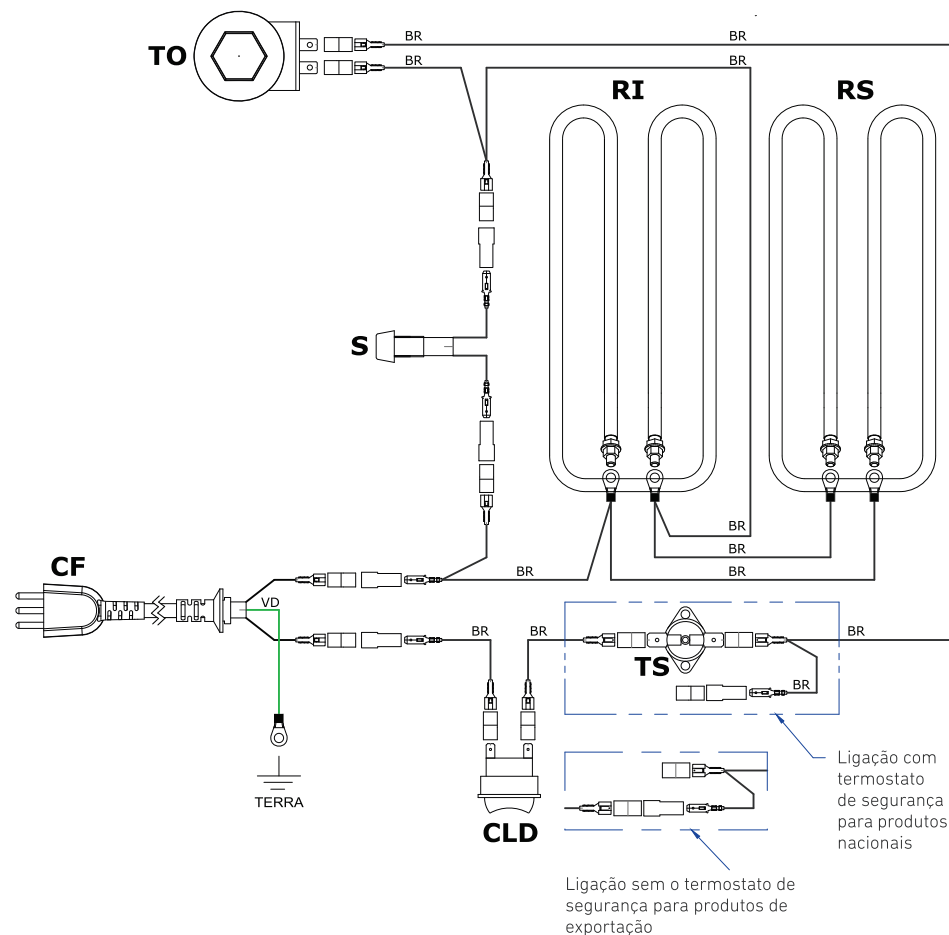 TO
BR
BR
BR
BR
RI
RS
S
BR
BR
BR
BR
CF
VD
BR
BR
TS
BR
BR
TERRA
CLD
Ligação com
termostato
de segurança
para produtos
nacionais
Ligação sem o termostato de
segurança para produtos de
exportação